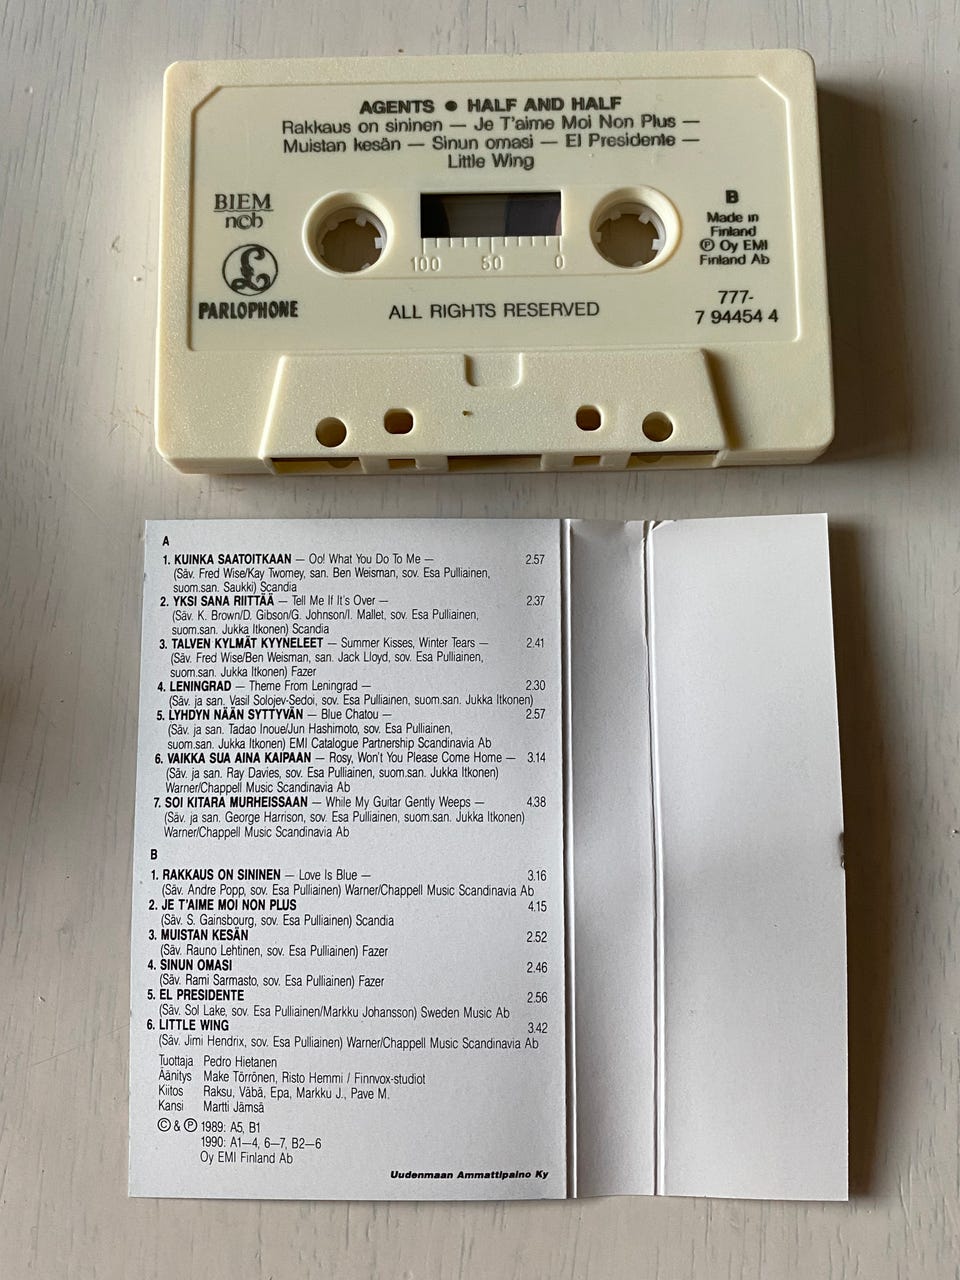 AGENTS ● HALF AND HALF
Rakkaus on sininen — Je T'aime Moi Non Plus —
Muistan kesän — Sinun omasi — El Presidente —
Little Wing
BIEM
ncb
£
PARLOPHONE
100 50 0
B
Made in
Finland
℗ Oy EMI
Finland Ab
777-
7 94454 4
ALL RIGHTS RESERVED
A
1. KUINKA SAATOITKAAN — Oo! What You Do To Me — 2.57
(Säv. Fred Wise/Kay Twomey, san. Ben Weisman, sov. Esa Pulliainen,
suom.san. Saukki) Scandia
2. YKSI SANA RIITTÄÄ — Tell Me If It's Over — 2.37
(Säv. K. Brown/D. Gibson/G. Johnson/I. Mallet, sov. Esa Pulliainen,
suom.san. Jukka Itkonen) Scandia
3. TALVEN KYLMÄT KYYNELEET — Summer Kisses, Winter Tears — 2.41
(Säv. Fred Wise/Ben Weisman, san. Jack Lloyd, sov. Esa Pulliainen,
suom.san. Jukka Itkonen) Fazer
4. LENINGRAD — Theme From Leningrad — 2.30
(Säv. ja san. Vasil Solojev-Sedoi, sov. Esa Pulliainen, suom.san. Jukka Itkonen)
5. LYHDYN NÄÄN SYTTYVÄN — Blue Chatou — 2.57
(Säv. ja san. Tadao Inoue/Jun Hashimoto, sov. Esa Pulliainen,
suom.san. Jukka Itkonen) EMI Catalogue Partnership Scandinavia Ab
6. VAIKKA SUA AINA KAIPAAN — Rosy, Won't You Please Come Home — 3.14
(Säv. ja san. Ray Davies, sov. Esa Pulliainen, suom.san. Jukka Itkonen)
Warner/Chappell Music Scandinavia Ab
7. SOI KITARA MURHEISSAAN — While My Guitar Gently Weeps — 4.38
(Säv. ja san. George Harrison, sov. Esa Pulliainen, suom.san. Jukka Itkonen)
Warner/Chappell Music Scandinavia Ab
B
1. RAKKAUS ON SININEN — Love Is Blue — 3.16
(Säv. Andre Popp, sov. Esa Pulliainen) Warner/Chappell Music Scandinavia Ab
2. JE T'AIME MOI NON PLUS 4.15
(Säv. S. Gainsbourg, sov. Esa Pulliainen) Scandia
3. MUISTAN KESÄN 2.52
(Säv. Rauno Lehtinen, sov. Esa Pulliainen) Fazer
4. SINUN OMASI 2.46
(Säv. Rami Sarmasto, sov. Esa Pulliainen) Fazer
5. EL PRESIDENTE 2.56
(Säv. Sol Lake, sov. Esa Pulliainen/Markku Johansson) Sweden Music Ab
6. LITTLE WING 3.42
(Säv. Jimi Hendrix, sov. Esa Pulliainen) Warner/Chappell Music Scandinavia Ab
Tuottaja Pedro Hietanen
Äänitys Make Törrönen, Risto Hemmi / Finnvox-studiot
Kiitos Raksu, Väbä, Epa, Markku J., Pave M.
Kansi Martti Jämsä
© & ℗ 1989: A5, B1
1990: A1—4, 6—7, B2—6
Oy EMI Finland Ab
Uudenmaan Ammattipaino Ky